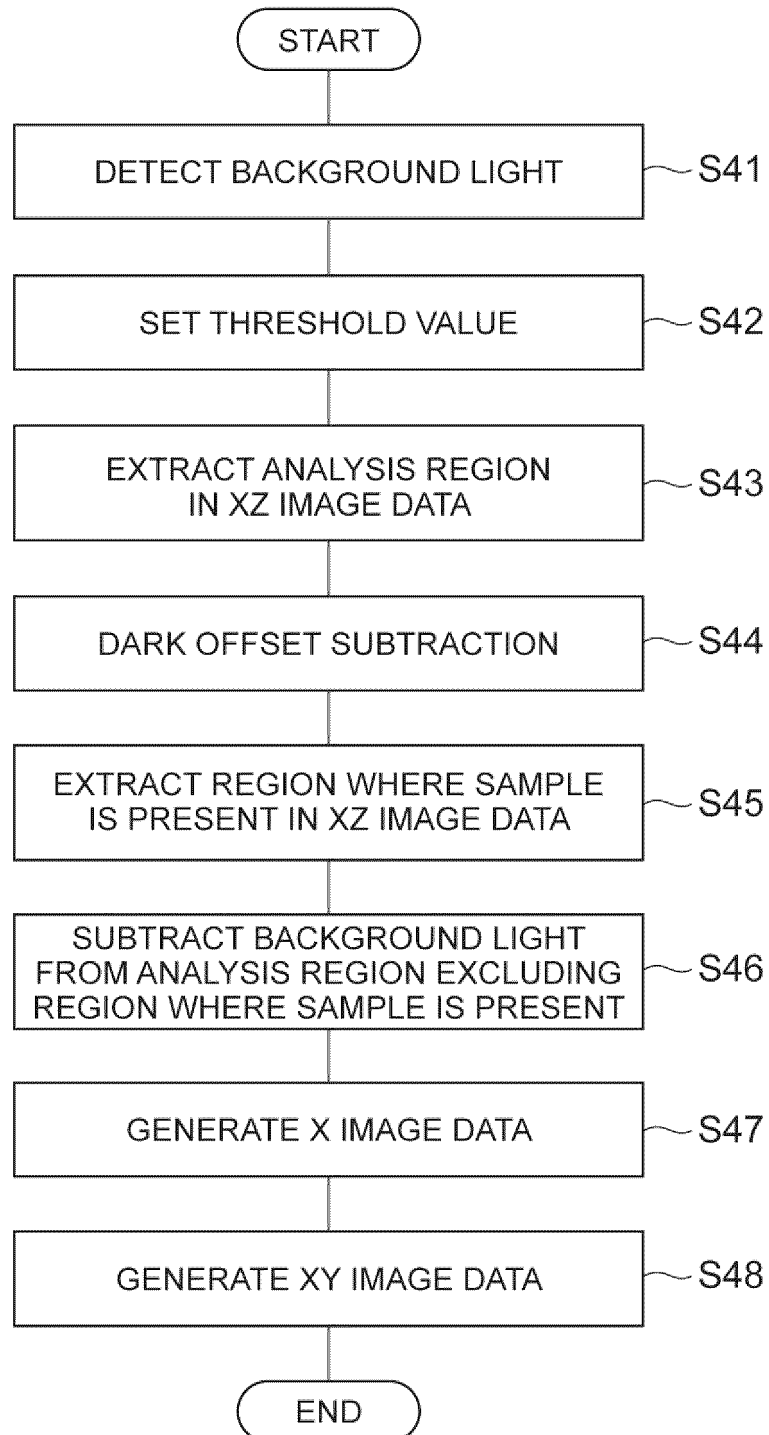 START
DETECT BACKGROUND LIGHT
S41
SET THRESHOLD VALUE
S42
EXTRACT ANALYSIS REGION
IN XZ IMAGE DATA
S43
DARK OFFSET SUBTRACTION
S44
EXTRACT REGION WHERE SAMPLE
IS PRESENT IN XZ IMAGE DATA
S45
SUBTRACT BACKGROUND LIGHT
FROM ANALYSIS REGION EXCLUDING
REGION WHERE SAMPLE IS PRESENT
S46
GENERATE X IMAGE DATA
S47
GENERATE XY IMAGE DATA
S48
END